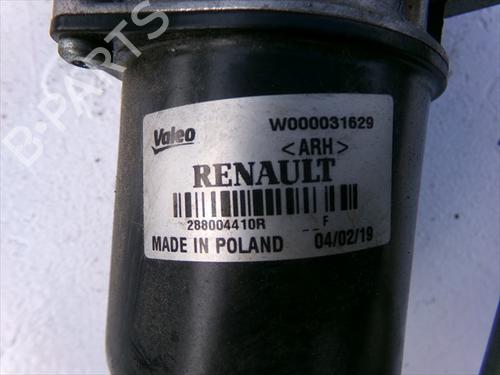 B-PARTS
Valeo
W000031629
<ARH>
RENAULT
288004410R _ _ F
MADE IN POLAND 04/02/19